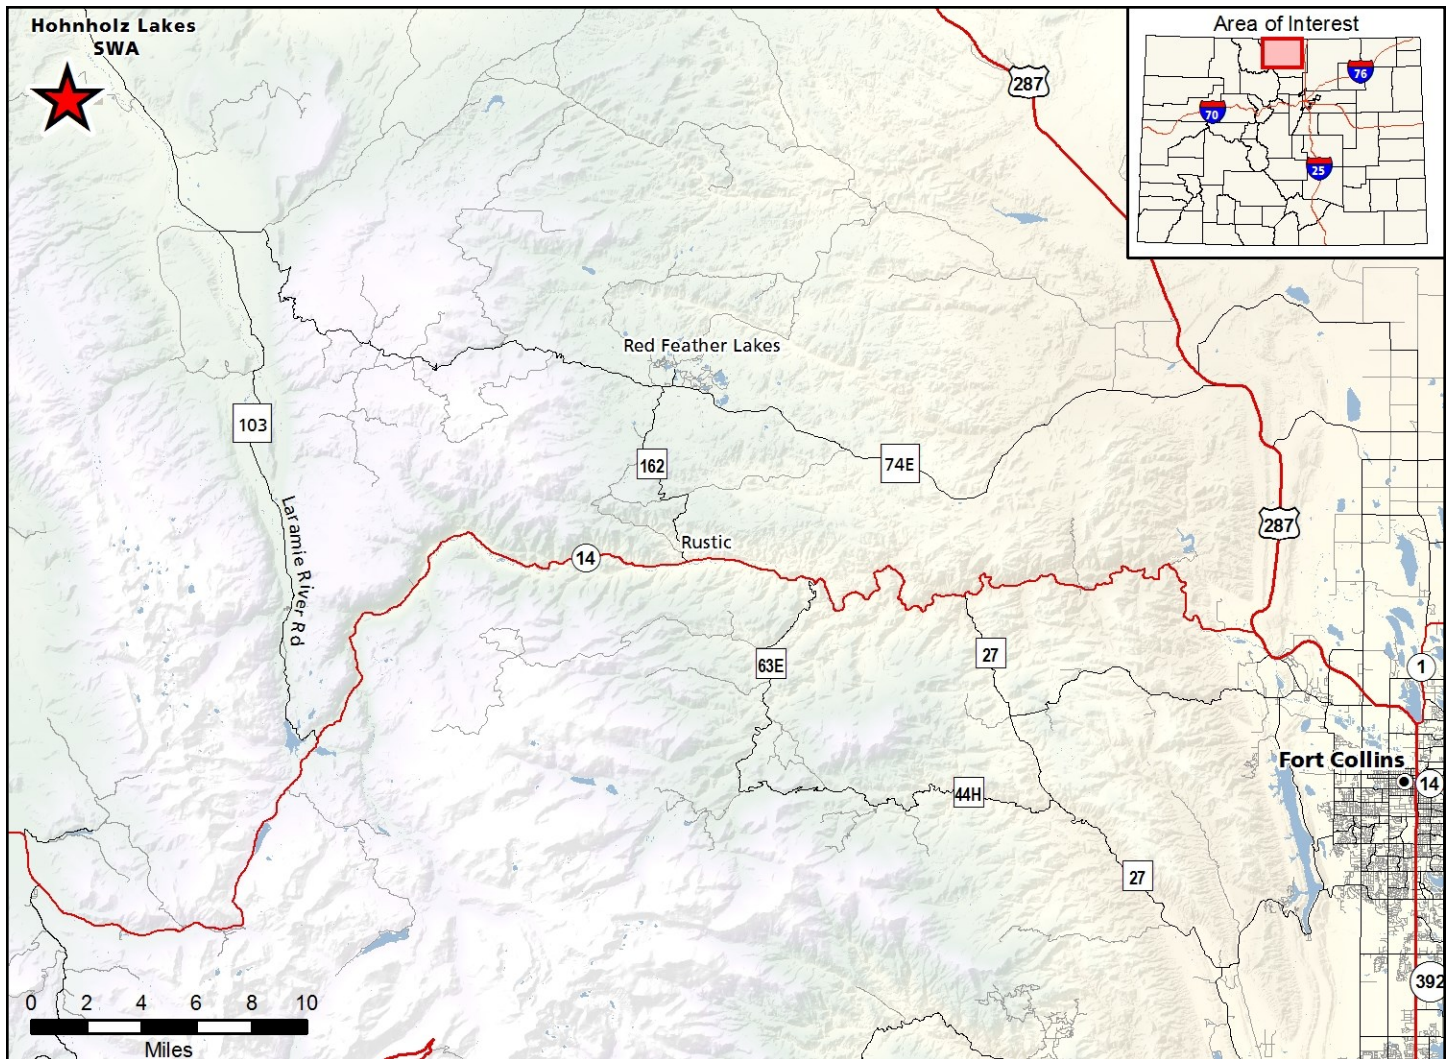 Hohnholz Lakes
SWA
287
Area of Interest
76
70
25
Red Feather Lakes
103
162
74E
Laramie River Rd
14
Rustic
287
63E
27
1
Fort Collins
14
44H
27
392
0 2 4 6 8 10
Miles